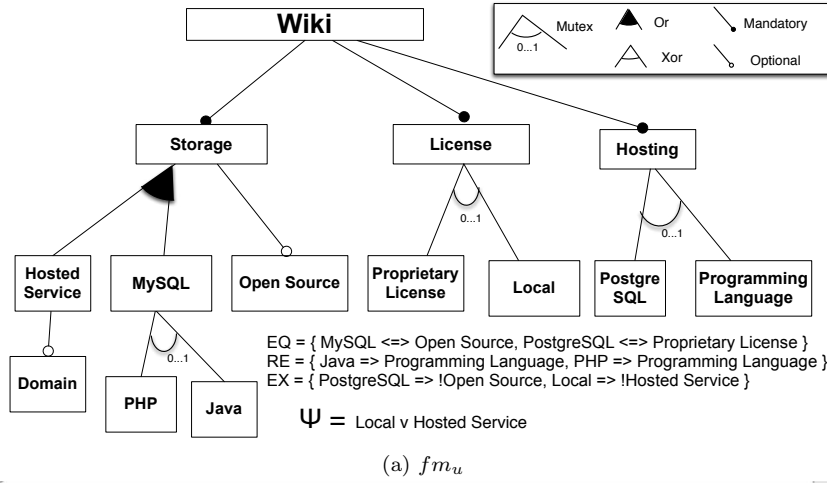 Wiki
Mutex
0...1
Or
Xor
Mandatory
Optional
Storage
License
Hosting
0...1
0...1
Hosted
Service
MySQL
Open Source
Proprietary
License
Local
Postgre
SQL
Programming
Language
0...1
Domain
PHP
Java
EQ = { MySQL <=> Open Source, PostgreSQL <=> Proprietary License }
RE = { Java => Programming Language, PHP => Programming Language }
EX = { PostgreSQL => !Open Source, Local => !Hosted Service }
Ψ = Local v Hosted Service
(a) fm_u